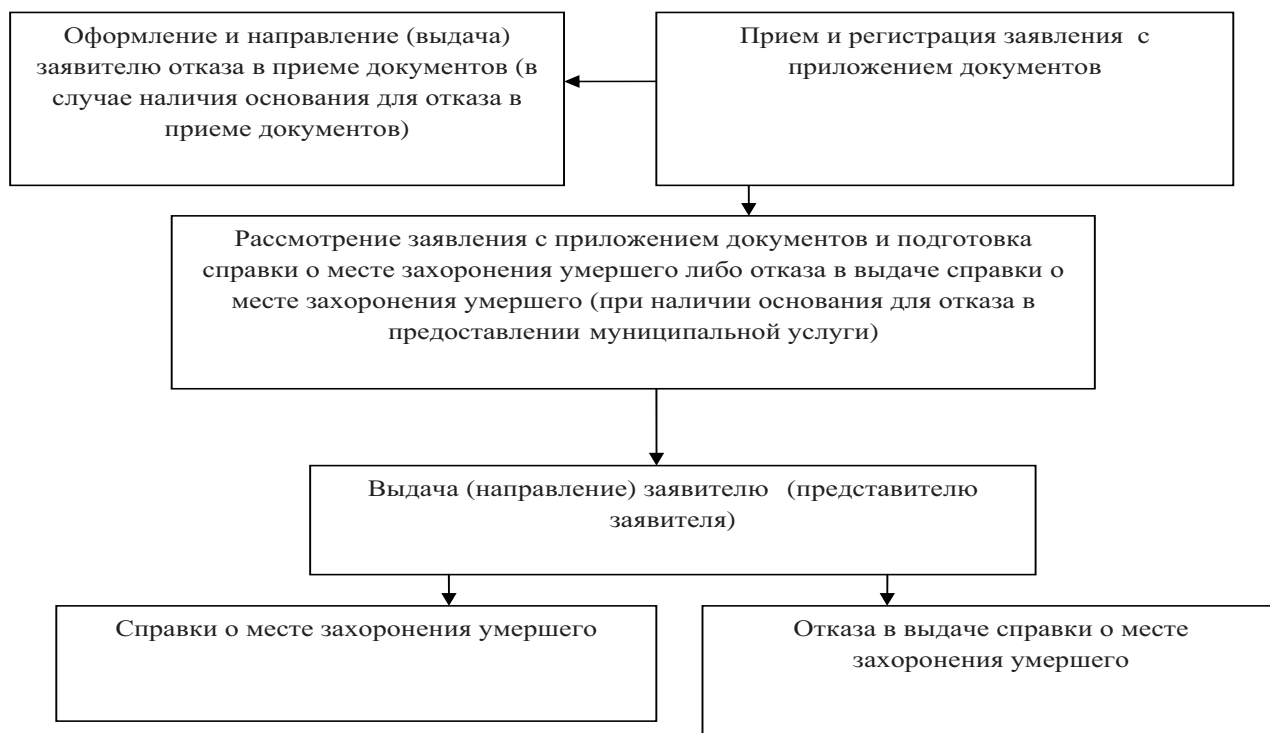 Оформление и направление (выдача)
заявителю отказа в приеме документов (в
случае наличия основания для отказа в
приеме документов)
Прием и регистрация заявления с
приложением документов
Рассмотрение заявления с приложением документов и подготовка
справки о месте захоронения умершего либо отказа в выдаче справки о
месте захоронения умершего (при наличии основания для отказа в
предоставлении муниципальной услуги)
Выдача (направление) заявителю (представителю
заявителя)
Справки о месте захоронения умершего
Отказа в выдаче справки о месте
захоронения умершего